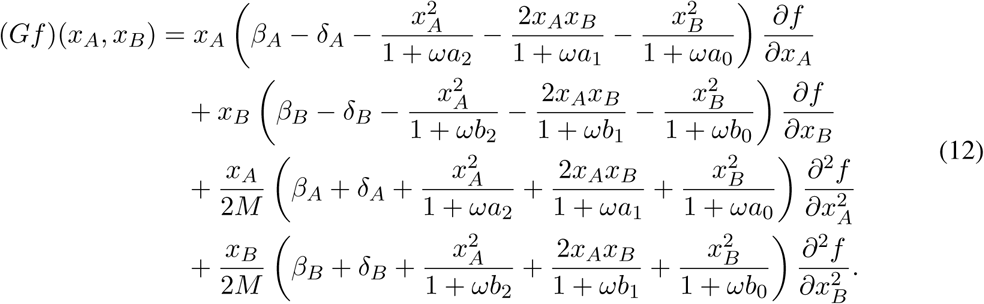 (Gf)(x_A, x_B) = x_A \left( \beta_A - \delta_A - \frac{x_A^2}{1 + \omega a_2} - \frac{2 x_A x_B}{1 + \omega a_1} - \frac{x_B^2}{1 + \omega a_0} \right) \frac{\partial f}{\partial x_A}
+ x_B \left( \beta_B - \delta_B - \frac{x_A^2}{1 + \omega b_2} - \frac{2 x_A x_B}{1 + \omega b_1} - \frac{x_B^2}{1 + \omega b_0} \right) \frac{\partial f}{\partial x_B}
+ \frac{x_A}{2M} \left( \beta_A + \delta_A + \frac{x_A^2}{1 + \omega a_2} + \frac{2 x_A x_B}{1 + \omega a_1} + \frac{x_B^2}{1 + \omega a_0} \right) \frac{\partial^2 f}{\partial x_A^2}
+ \frac{x_B}{2M} \left( \beta_B + \delta_B + \frac{x_A^2}{1 + \omega b_2} + \frac{2 x_A x_B}{1 + \omega b_1} + \frac{x_B^2}{1 + \omega b_0} \right) \frac{\partial^2 f}{\partial x_B^2}.
(12)